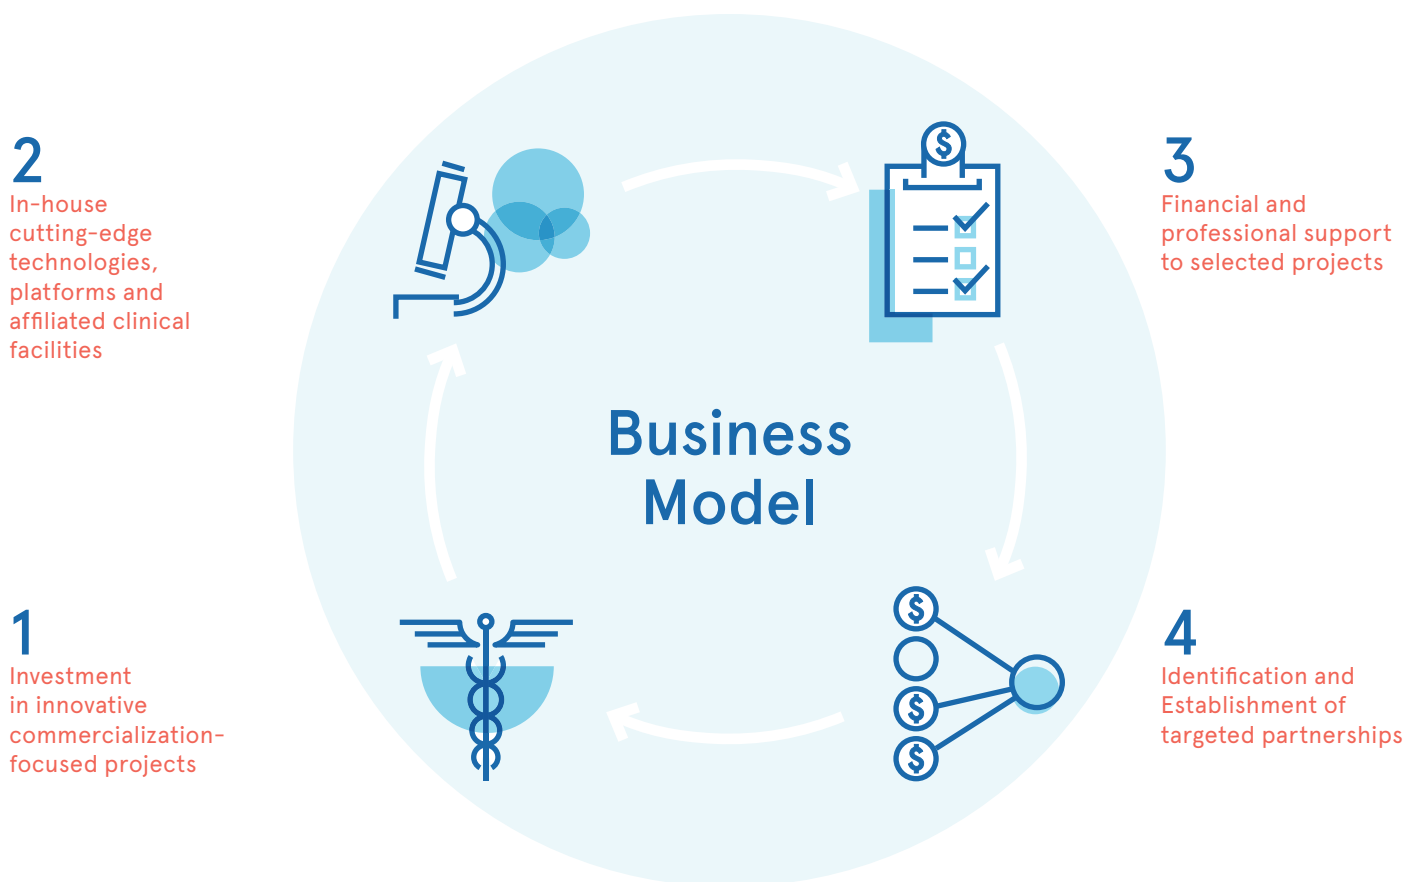 2
In-house
cutting-edge
technologies,
platforms and
affiliated clinical
facilities
$
3
Financial and
professional support
to selected projects
Business
Model
1
Investment
in innovative
commercialization-
focused projects
$
$
$
4
Identification and
Establishment of
targeted partnerships